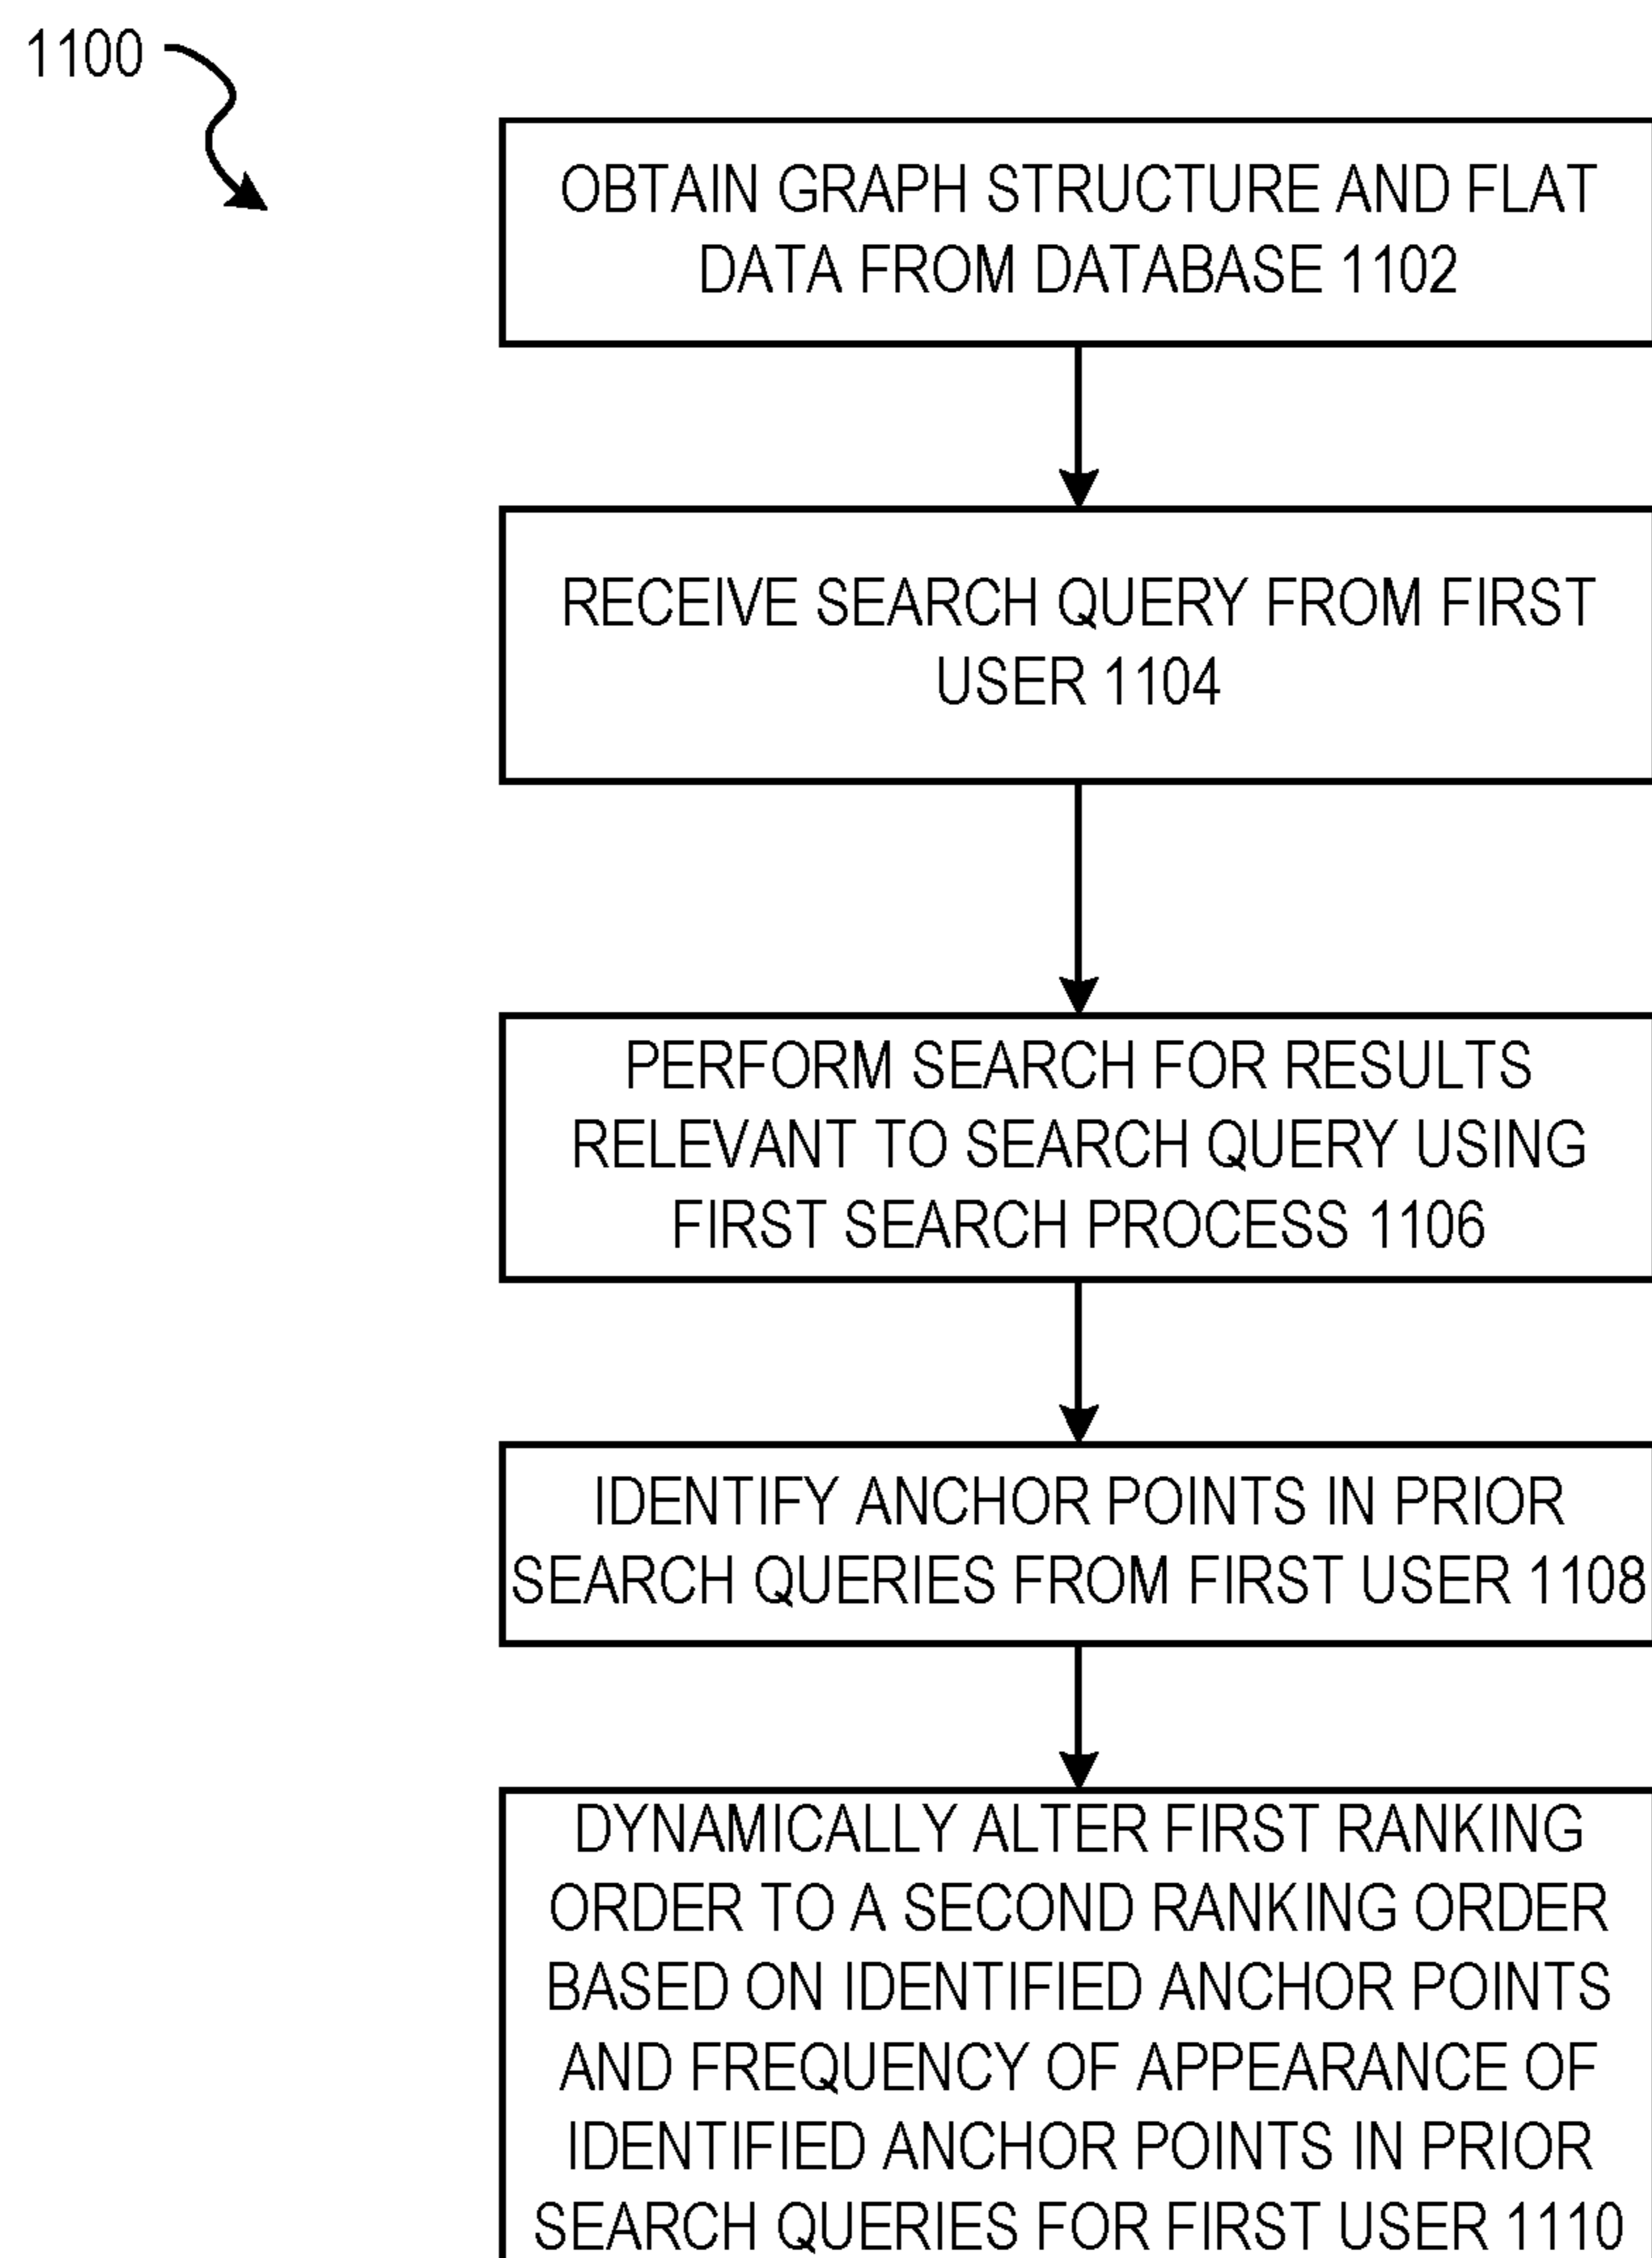 1100
OBTAIN GRAPH STRUCTURE AND FLAT
DATA FROM DATABASE 1102
RECEIVE SEARCH QUERY FROM FIRST
USER 1104
PERFORM SEARCH FOR RESULTS
RELEVANT TO SEARCH QUERY USING
FIRST SEARCH PROCESS 1106
IDENTIFY ANCHOR POINTS IN PRIOR
SEARCH QUERIES FROM FIRST USER 1108
DYNAMICALLY ALTER FIRST RANKING
ORDER TO A SECOND RANKING ORDER
BASED ON IDENTIFIED ANCHOR POINTS
AND FREQUENCY OF APPEARANCE OF
IDENTIFIED ANCHOR POINTS IN PRIOR
SEARCH QUERIES FOR FIRST USER 1110